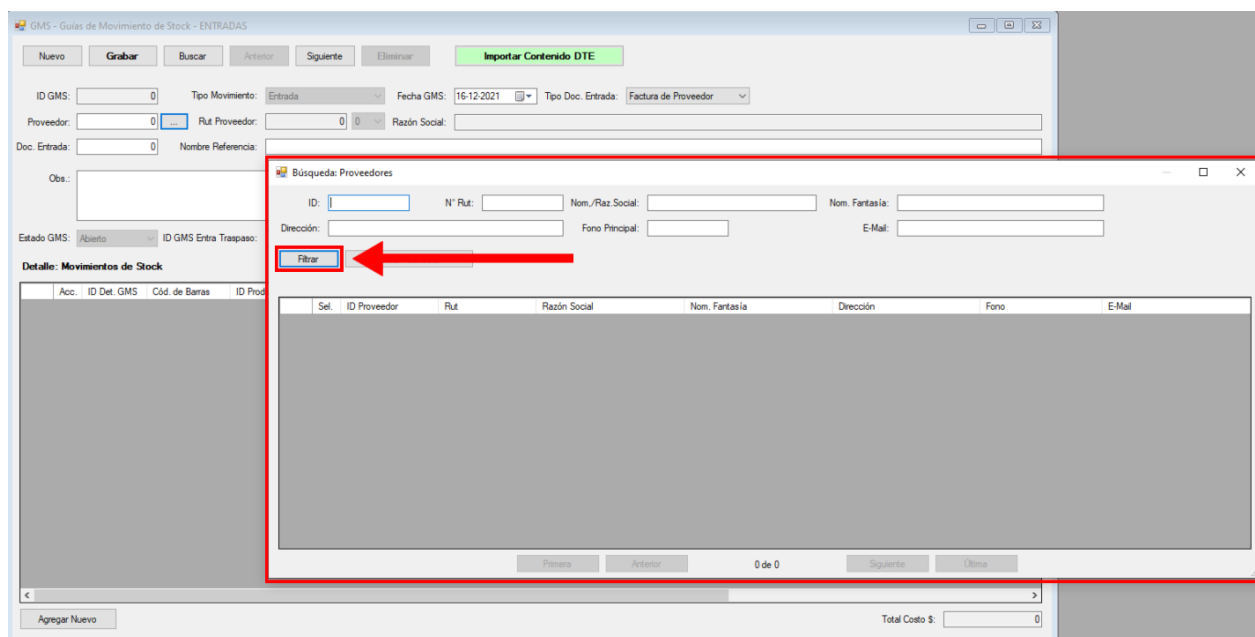 GMS - Guías de Movimiento de Stock - ENTRADAS
Nuevo Grabar Buscar Anterior Siguiente Eliminar Importar Contenido DTE
ID GMS: 0 Tipo Movimiento: Entrada Fecha GMS: 16-12-2021 Tipo Doc. Entrada: Factura de Proveedor
Proveedor: 0 ... Rut Proveedor: 0 0 Razón Social:
Doc. Entrada: 0 Nombre Referencia:
Obs.:
Estado GMS: Abierto ID GMS Entra Traspaso:
Detalle: Movimientos de Stock
Acc. ID Det. GMS Cód. de Barras ID Prod
Búsqueda: Proveedores
ID: N° Rut: Nom./Raz.Social: Nom. Fantasía:
Dirección: Fono Principal: E-Mail:
Filtrar
Sel. ID Proveedor Rut Razón Social Nom. Fantasía Dirección Fono E-Mail
Primera Anterior 0 de 0 Siguiente Última
Agregar Nuevo Total Costo $: 0